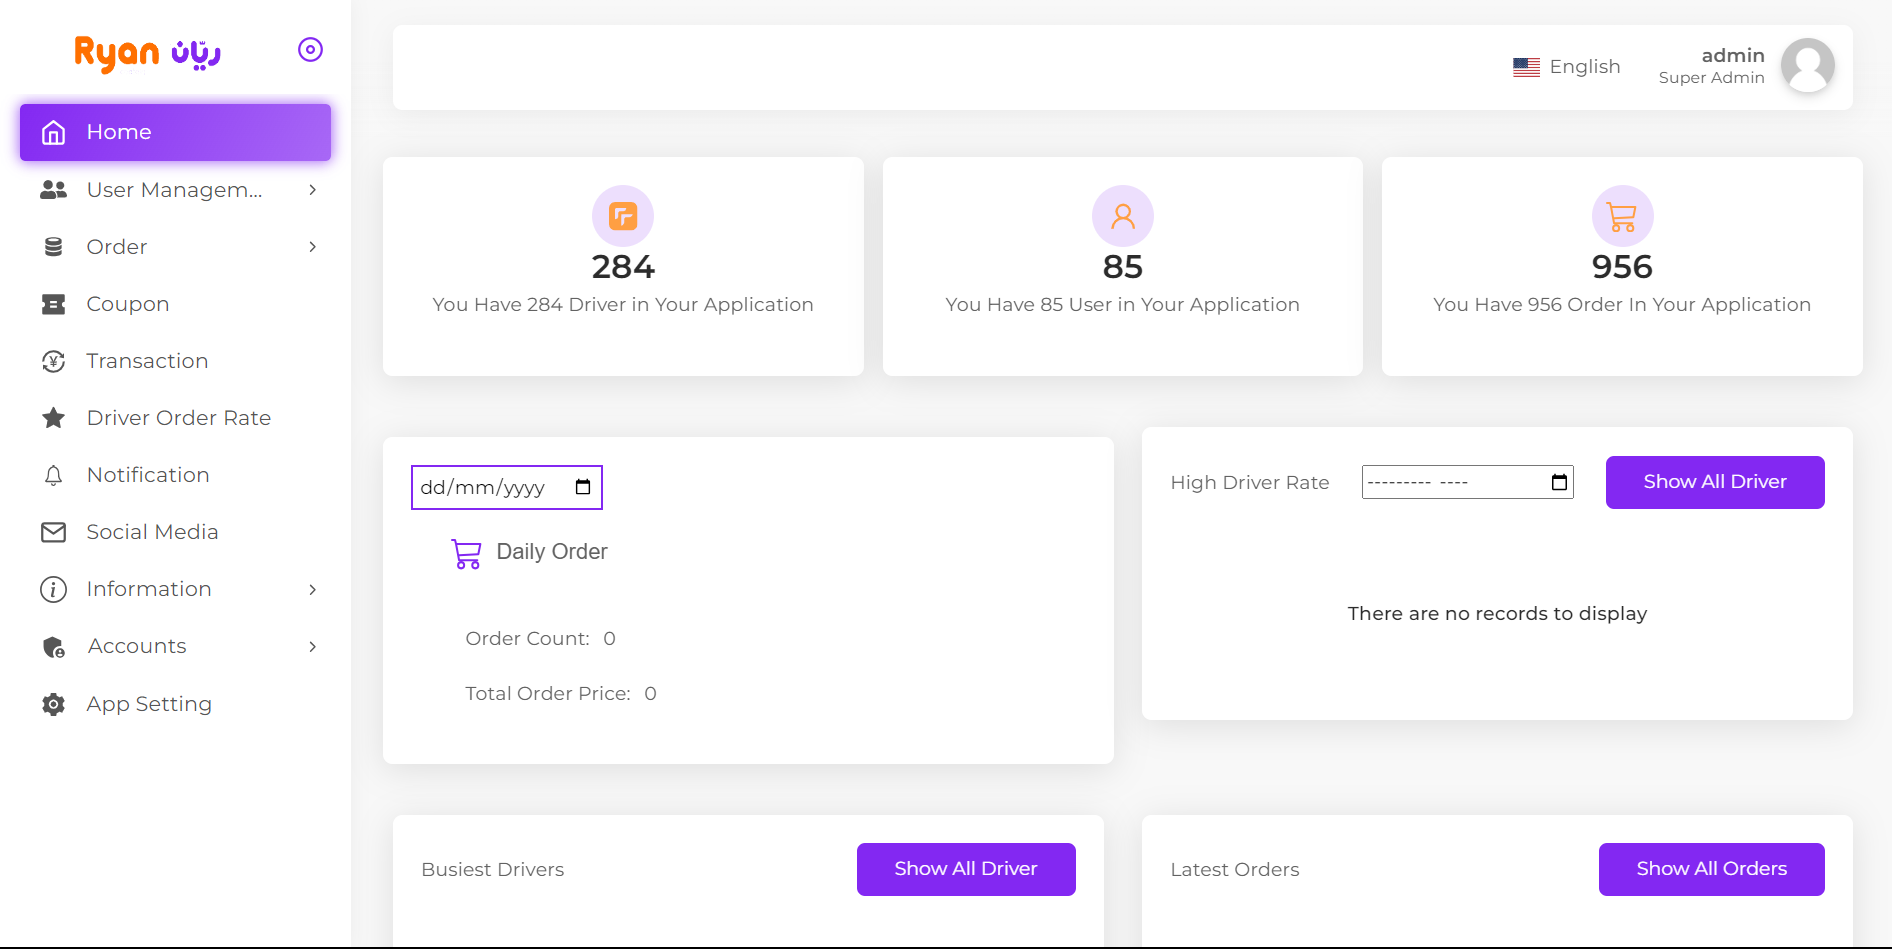 Ryan ريان
Home
User Managem...
Order
Coupon
Transaction
Driver Order Rate
Notification
Social Media
Information
Accounts
App Setting
English
admin
Super Admin
284
You Have 284 Driver in Your Application
85
You Have 85 User in Your Application
956
You Have 956 Order In Your Application
dd/mm/yyyy
Daily Order
Order Count: 0
Total Order Price: 0
High Driver Rate
--------- ----
Show All Driver
There are no records to display
Busiest Drivers
Show All Driver
Latest Orders
Show All Orders